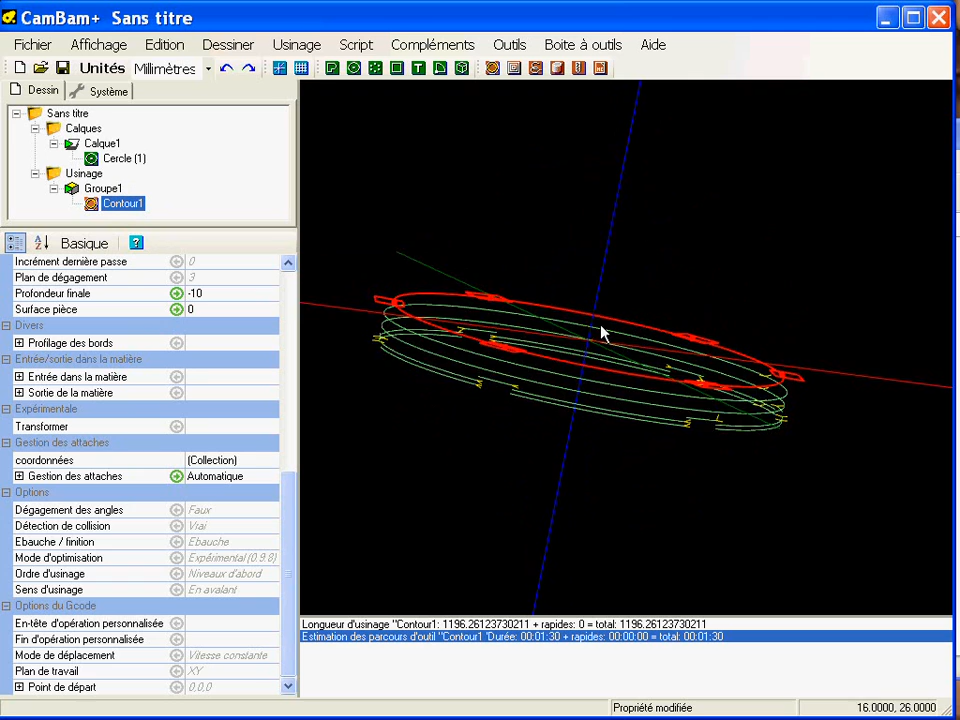 CamBam+ Sans titre
Fichier Affichage Edition Dessiner Usinage Script Compléments Outils Boite à outils Aide
Unités Millimètres
Dessin Système
Sans titre
Calques
Calque1
Cercle (1)
Usinage
Groupe1
Contour1
Basique
Incrément dernière passe 0
Plan de dégagement 3
Profondeur finale -10
Surface pièce 0
Divers
Profilage des bords
Entrée/sortie dans la matière
Entrée dans la matière
Sortie de la matière
Expérimentale
Transformer
Gestion des attaches
coordonnées (Collection)
Gestion des attaches Automatique
Options
Dégagement des angles Faux
Détection de collision Vrai
Ebauche / finition Ebauche
Mode d'optimisation Expérimental (0.9.8)
Ordre d'usinage Niveaux d'abord
Sens d'usinage En avalant
Options du Gcode
En-tête d'opération personnalisée
Fin d'opération personnalisée
Mode de déplacement Vitesse constante
Plan de travail XY
Point de départ 0,0,0
Longueur d'usinage "Contour1: 1196.26123730211 + rapides: 0 = total: 1196.26123730211
Estimation des parcours d'outil "Contour1 "Durée: 00:01:30 + rapides: 00:00:00 = total: 00:01:30
Propriété modifiée 16.0000, 26.0000